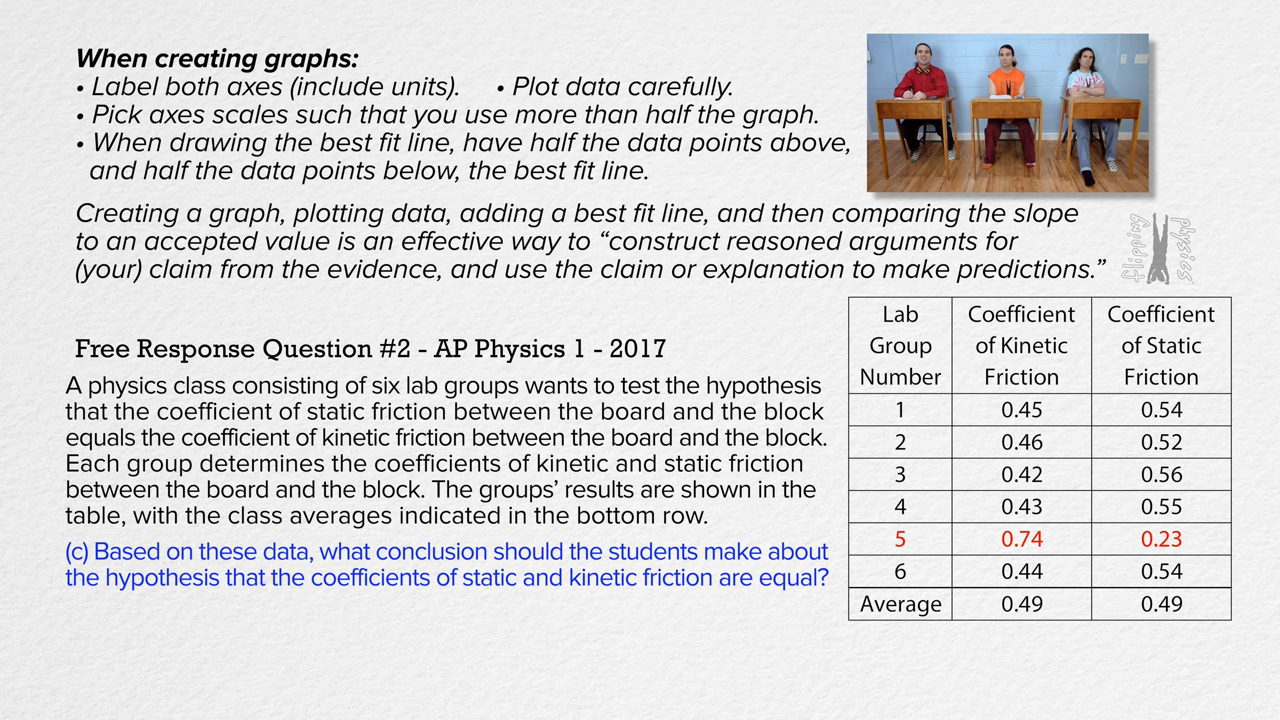 When creating graphs:
• Label both axes (include units). • Plot data carefully.
• Pick axes scales such that you use more than half the graph.
• When drawing the best fit line, have half the data points above,
and half the data points below, the best fit line.
Creating a graph, plotting data, adding a best fit line, and then comparing the slope
to an accepted value is an effective way to “construct reasoned arguments for
(your) claim from the evidence, and use the claim or explanation to make predictions.”
flipping physics
Free Response Question #2 - AP Physics 1 - 2017
A physics class consisting of six lab groups wants to test the hypothesis
that the coefficient of static friction between the board and the block
equals the coefficient of kinetic friction between the board and the block.
Each group determines the coefficients of kinetic and static friction
between the board and the block. The groups’ results are shown in the
table, with the class averages indicated in the bottom row.
(c) Based on these data, what conclusion should the students make about
the hypothesis that the coefficients of static and kinetic friction are equal?
Lab Coefficient Coefficient
Group of Kinetic of Static
Number Friction Friction
1 0.45 0.54
2 0.46 0.52
3 0.42 0.56
4 0.43 0.55
5 0.74 0.23
6 0.44 0.54
Average 0.49 0.49